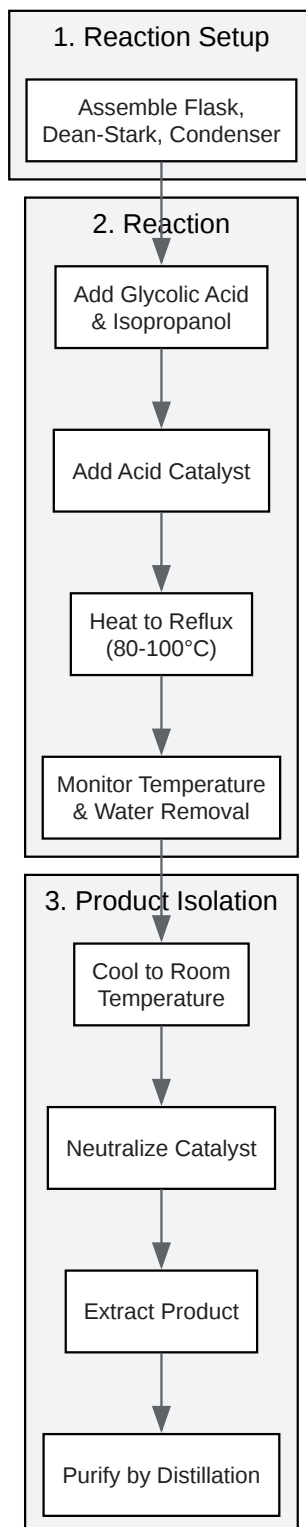 1. Reaction Setup
Assemble Flask,
Dean-Stark, Condenser
2. Reaction
Add Glycolic Acid
& Isopropanol
Add Acid Catalyst
Heat to Reflux
(80-100°C)
Monitor Temperature
& Water Removal
3. Product Isolation
Cool to Room
Temperature
Neutralize Catalyst
Extract Product
Purify by Distillation